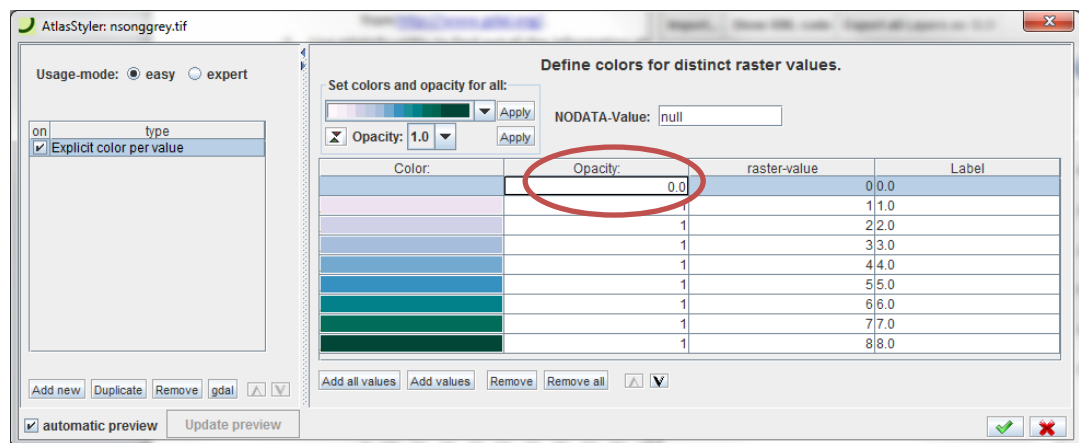 AtlasStyler: nsonggrey.tif
Usage-mode: easy expert
on type
Explicit color per value
Add new Duplicate Remove gdal
automatic preview Update preview
Define colors for distinct raster values.
Set colors and opacity for all:
Apply
NODATA-Value: null
Opacity: 1.0 Apply
Color: Opacity: raster-value Label
0.0 0 0.0
1 1 1.0
1 2 2.0
1 3 3.0
1 4 4.0
1 5 5.0
1 6 6.0
1 7 7.0
1 8 8.0
Add all values Add values Remove Remove all